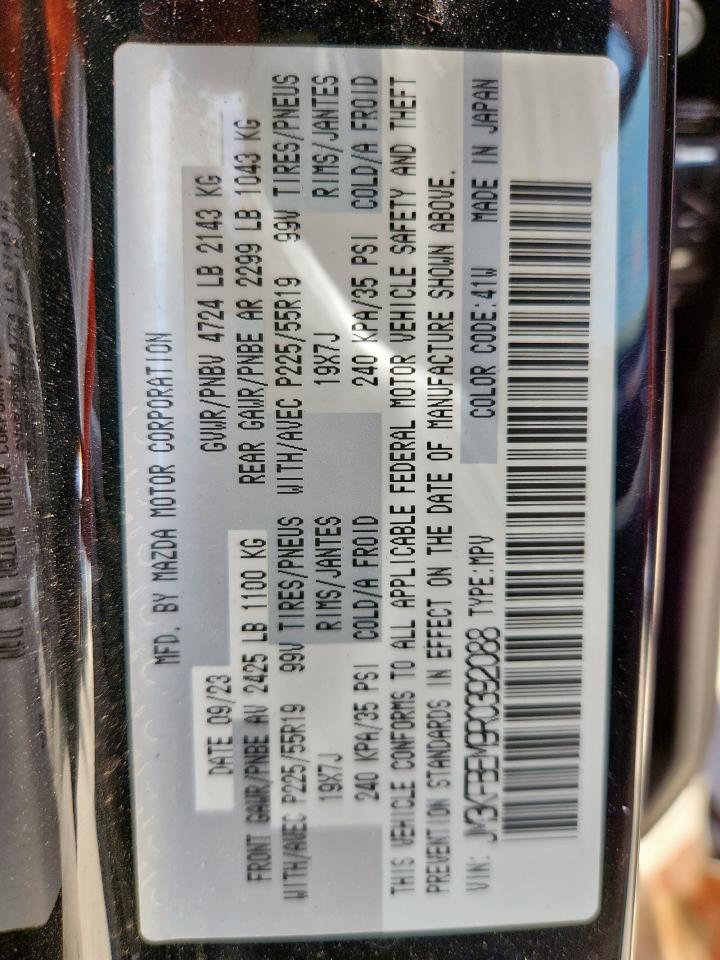 MFD. BY MAZDA MOTOR CORPORATION
DATE 09/23 GVWR/PNBV 4724 LB 2143 KG
FRONT GAWR/PNBE AV 2425 LB 1100 KG REAR GAWR/PNBE AR 2299 LB 1043 KG
WITH/AVEC P225/55R19 99V TIRES/PNEUS WITH/AVEC P225/55R19 99V TIRES/PNEUS
19X7J RIMS/JANTES 19X7J RIMS/JANTES
240 KPA/35 PSI COLD/A FROID 240 KPA/35 PSI COLD/A FROID
THIS VEHICLE CONFORMS TO ALL APPLICABLE FEDERAL MOTOR VEHICLE SAFETY AND THEFT
PREVENTION STANDARDS IN EFFECT ON THE DATE OF MANUFACTURE SHOWN ABOVE.
VIN: JM3KFBEM9R0392088 TYPE:MPV COLOR CODE:41W MADE IN JAPAN